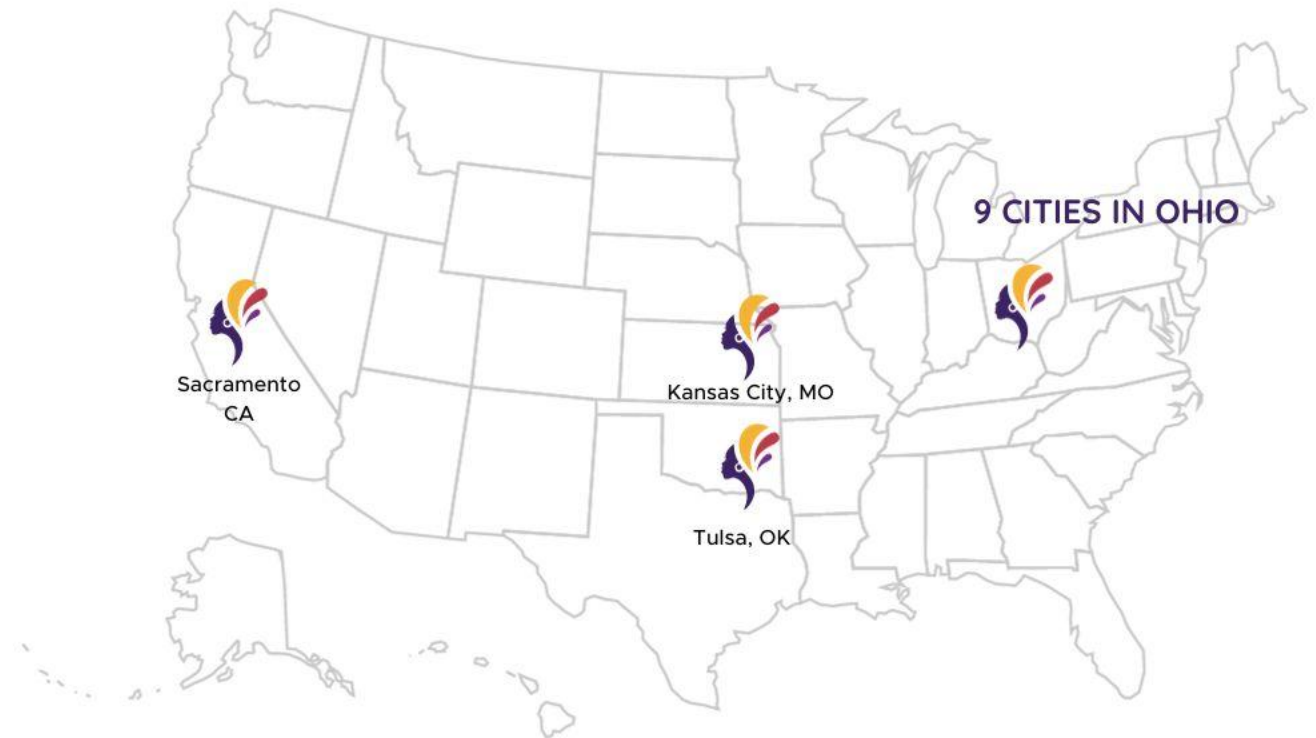 9 CITIES IN OHIO
Sacramento
CA
Kansas City, MO
Tulsa, OK